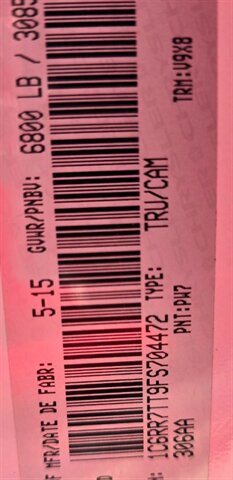 MFR/DATE DE FABR: 5-15 GVWR/PNBV: 6800 LB / 3085
1C6RR7TT9FS704472 TYPE: TRU/CAM
306AA PNT:PW7 TRM:V9X8